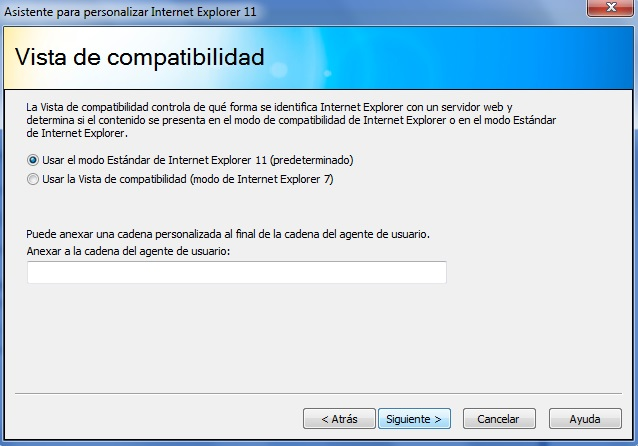 Asistente para personalizar Internet Explorer 11
Vista de compatibilidad
La Vista de compatibilidad controla de qué forma se identifica Internet Explorer con un servidor web y
determina si el contenido se presenta en el modo de compatibilidad de Internet Explorer o en el modo Estándar
de Internet Explorer.
Usar el modo Estándar de Internet Explorer 11 (predeterminado)
Usar la Vista de compatibilidad (modo de Internet Explorer 7)
Puede anexar una cadena personalizada al final de la cadena del agente de usuario.
Anexar a la cadena del agente de usuario:
< Atrás
Siguiente >
Cancelar
Ayuda